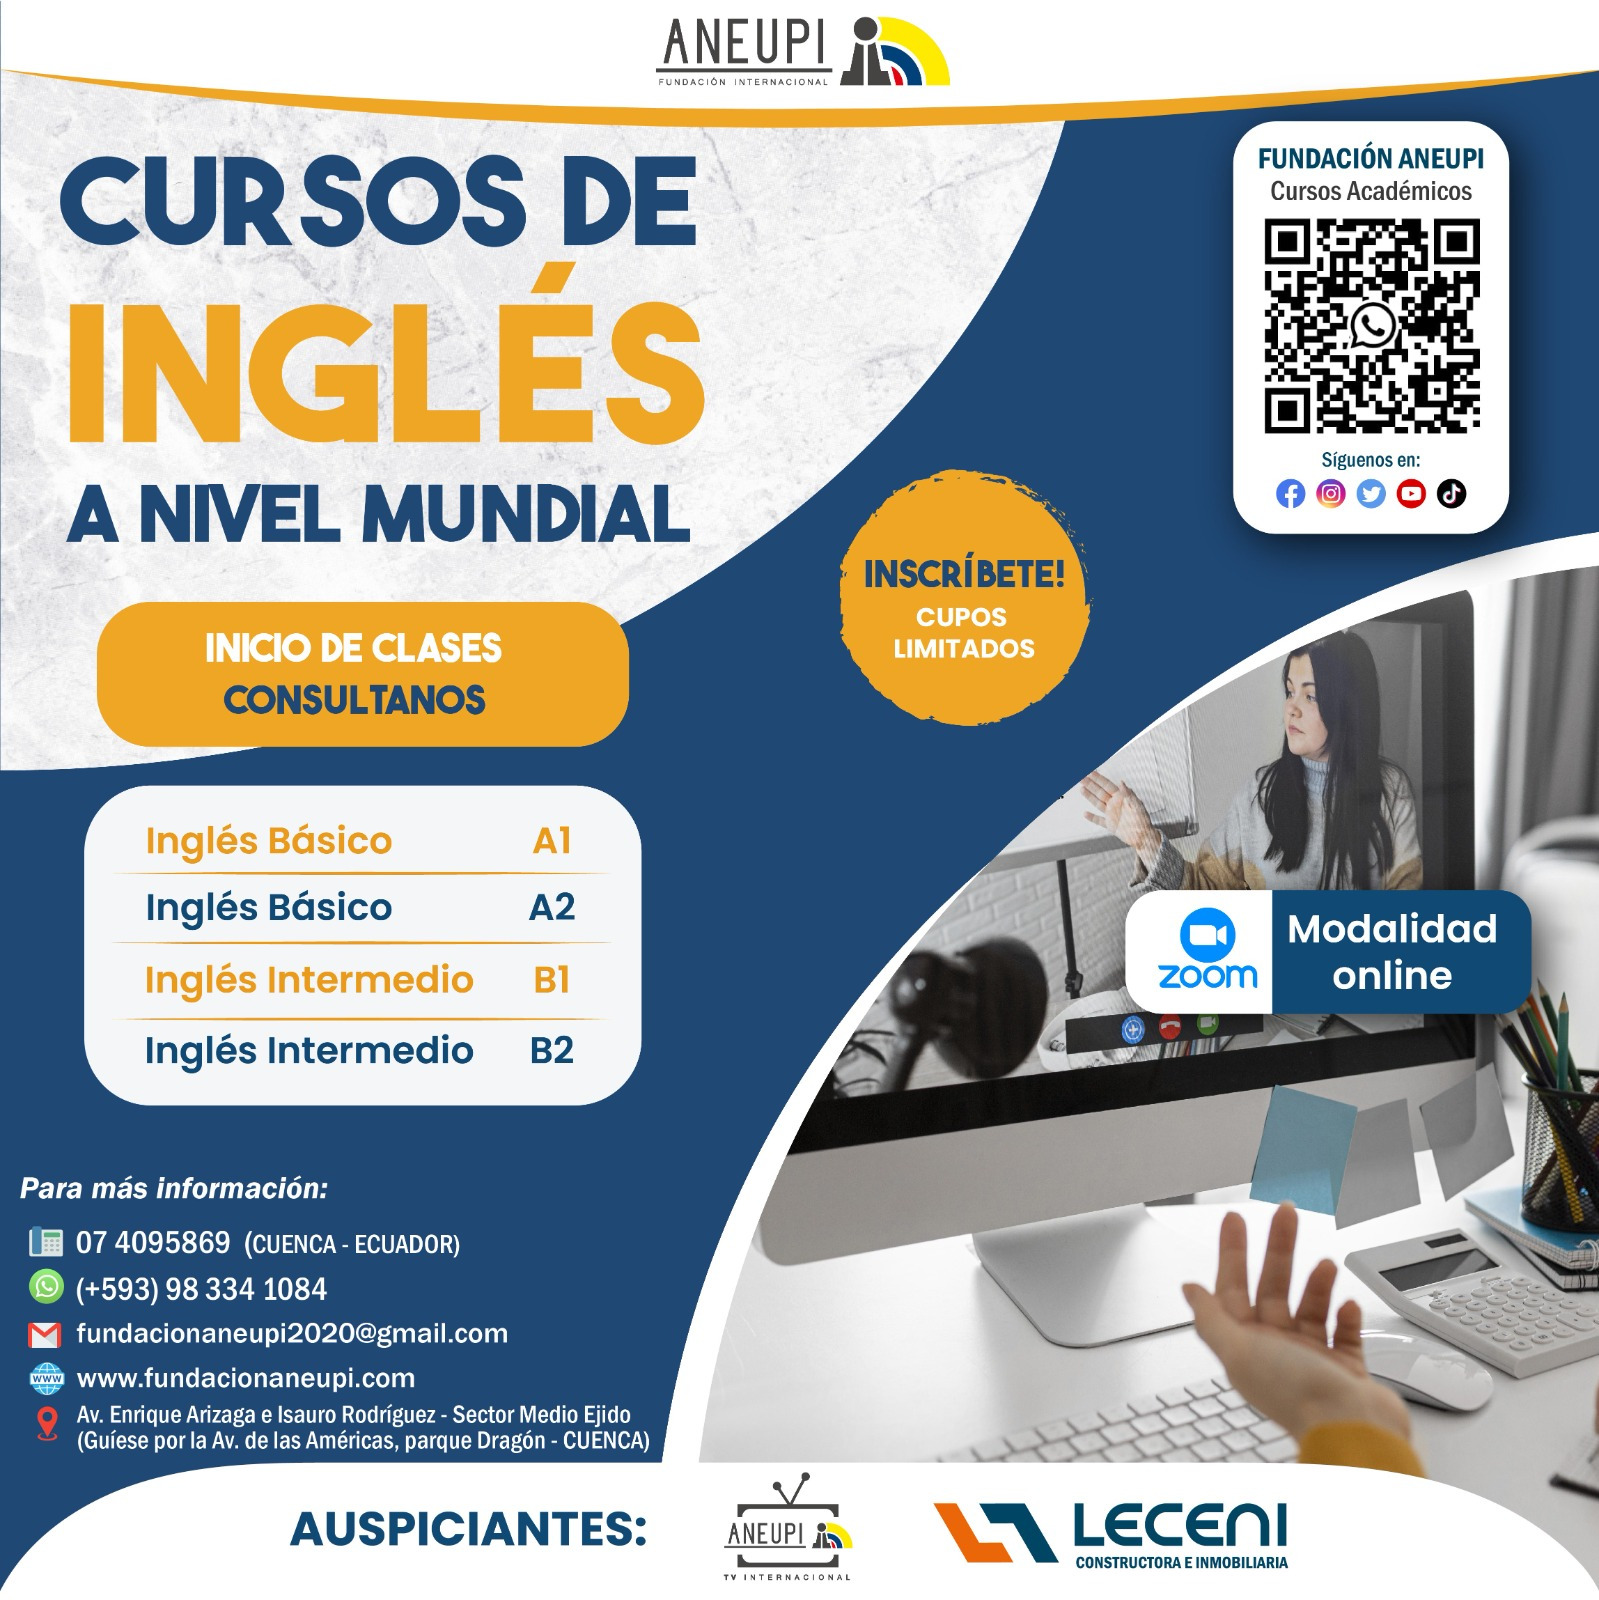 ANEUPI
FUNDACIÓN INTERNACIONAL
CURSOS DE
INGLÉS
A NIVEL MUNDIAL
FUNDACIÓN ANEUPI
Cursos Académicos
Síguenos en:
INSCRÍBETE!
CUPOS
LIMITADOS
INICIO DE CLASES
CONSULTANOS
Inglés Básico A1
Inglés Básico A2
Inglés Intermedio B1
Inglés Intermedio B2
zoom
Modalidad
online
Para más información:
07 4095869 (CUENCA - ECUADOR)
(+593) 98 334 1084
fundacionaneupi2020@gmail.com
www www.fundacionaneupi.com
Av. Enrique Arizaga e Isauro Rodríguez - Sector Medio Ejido
(Guíese por la Av. de las Américas, parque Dragón - CUENCA)
AUSPICIANTES:
ANEUPI
TV INTERNACIONAL
LECENI
CONSTRUCTORA E INMOBILIARIA